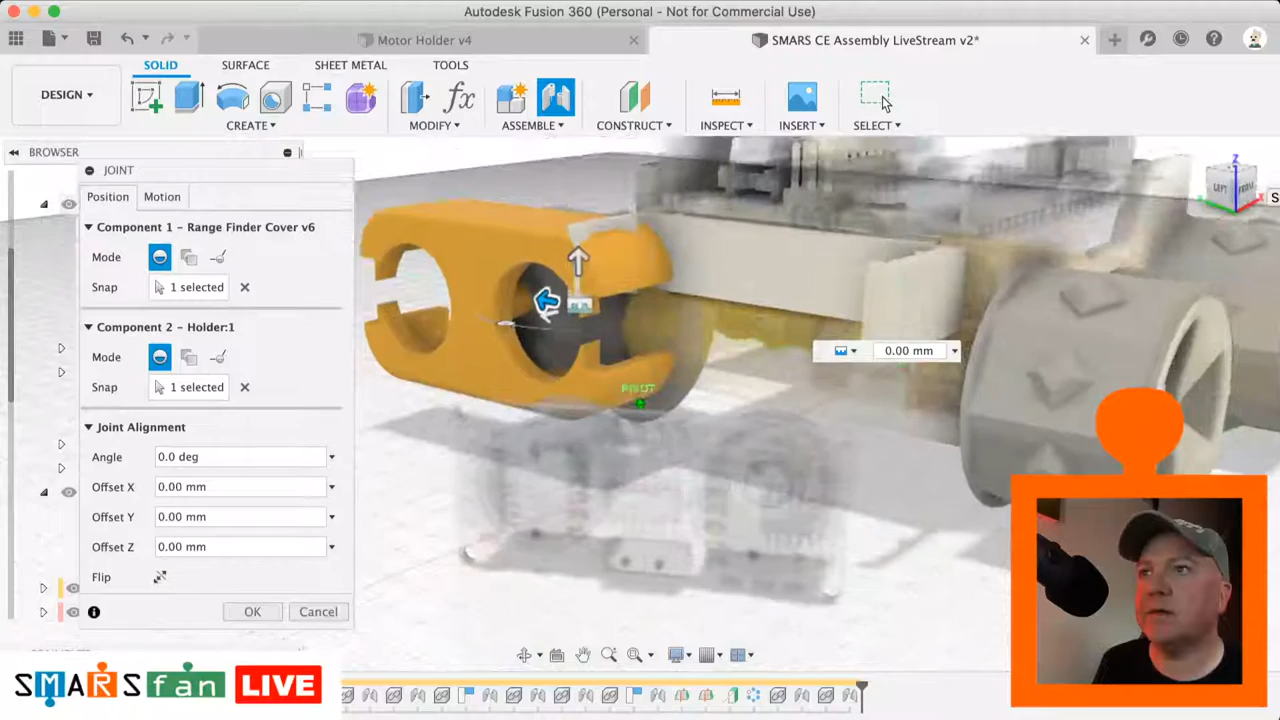 Autodesk Fusion 360 (Personal - Not for Commercial Use)
Motor Holder v4
SMARS CE Assembly LiveStream v2*
DESIGN
SOLID
SURFACE
SHEET METAL
TOOLS
CREATE
MODIFY
ASSEMBLE
CONSTRUCT
INSPECT
INSERT
SELECT
BROWSER
JOINT
Position
Motion
Component 1 - Range Finder Cover v6
Mode
Snap
1 selected
Component 2 - Holder:1
Mode
Snap
1 selected
Joint Alignment
Angle
0.0 deg
Offset X
0.00 mm
Offset Y
0.00 mm
Offset Z
0.00 mm
Flip
OK
Cancel
0.00 mm
PIVOT
Z
LEFT
S
SMARSfan LIVE